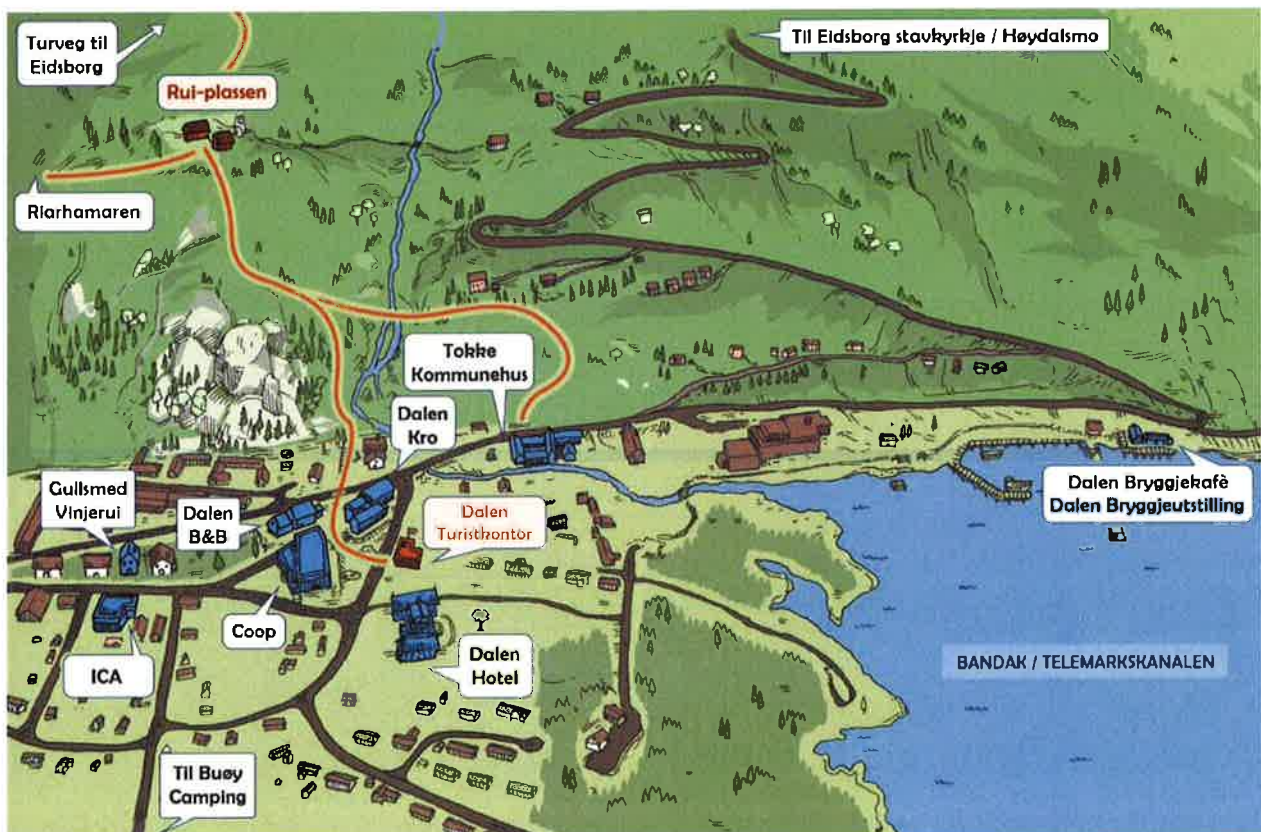 Turveg til
Eidsborg
Til Eidsborg stavkyrkje / Høydalsmo
Rui-plassen
Rlarhamaren
Tokke
Kommunehus
Dalen
Kro
Gullsmed
Vinjerui
Dalen
B&B
Dalen
Turistkontor
Dalen Bryggjekafè
Dalen Bryggjeutstilling
Coop
ICA
Dalen
Hotel
BANDAK / TELEMARKSKANALEN
Til Buøy
Camping